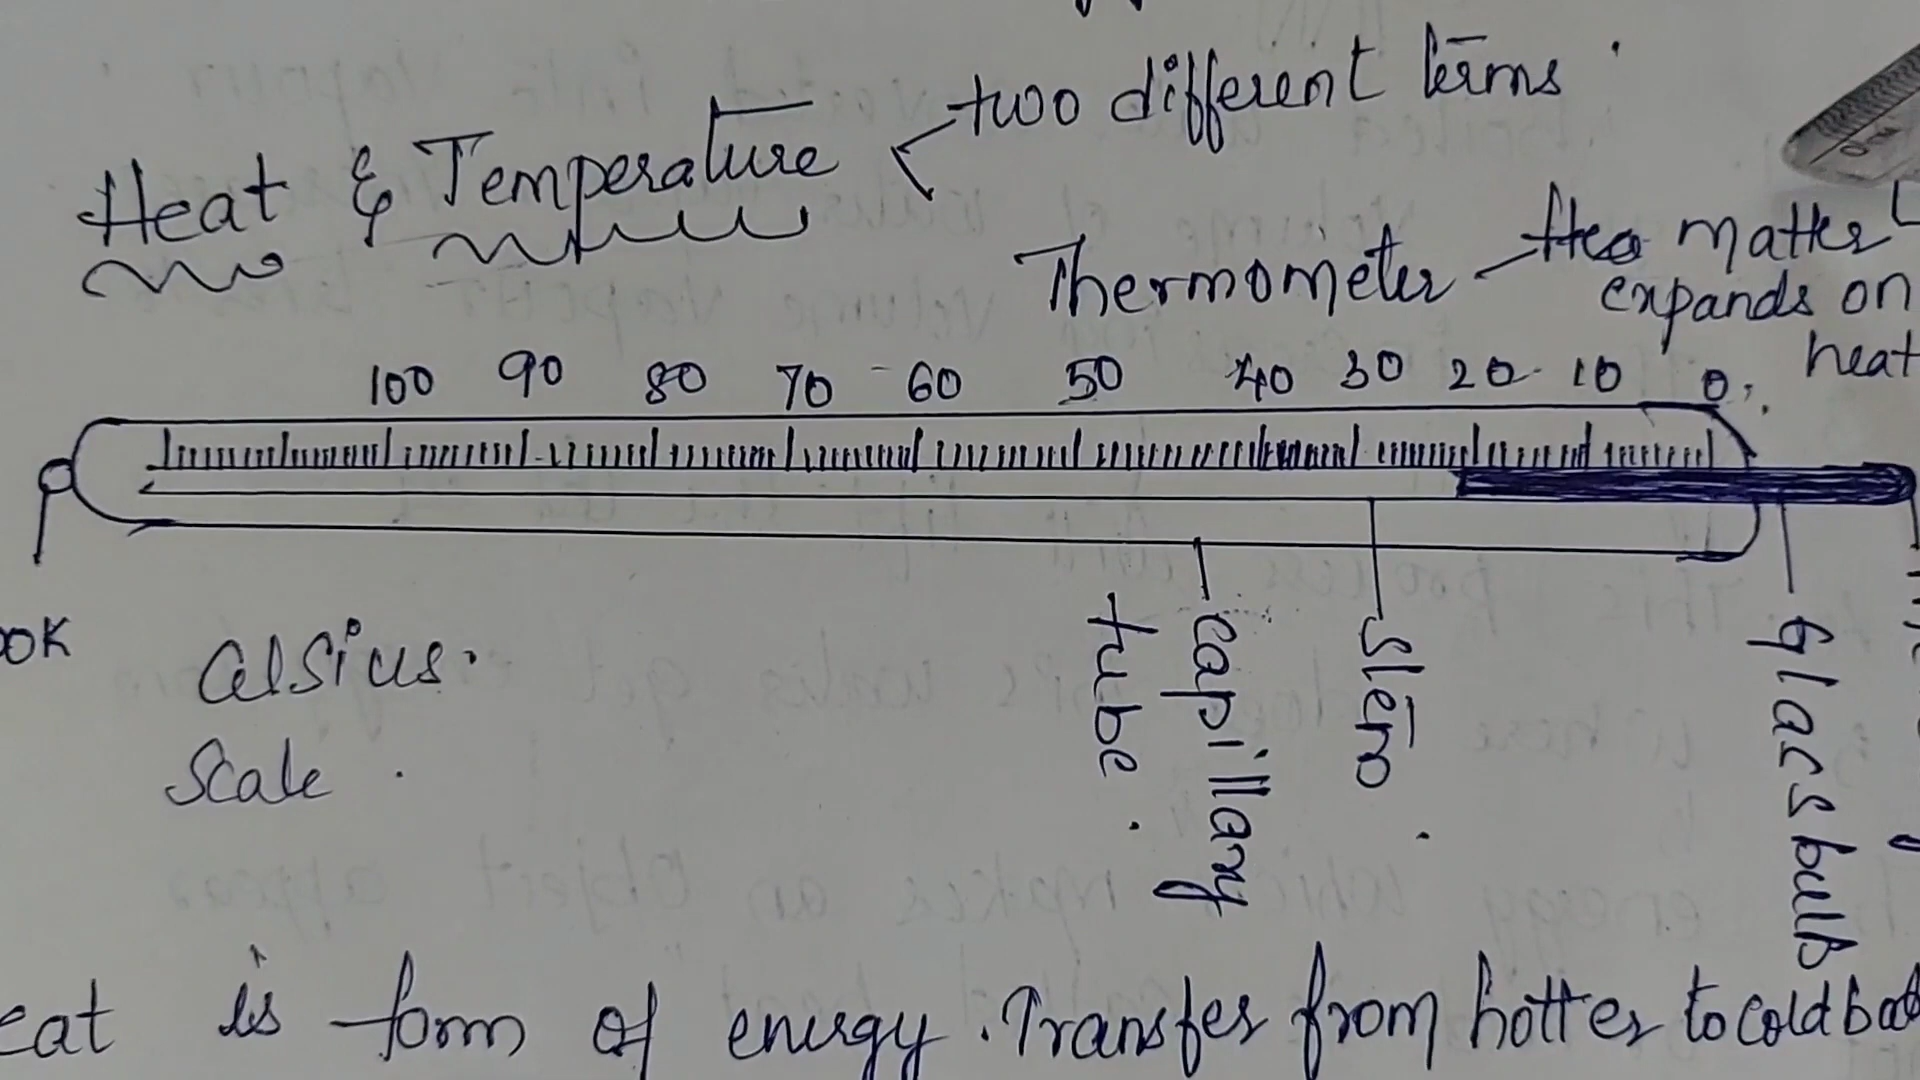 Heat & Temperature < two different terms.
Thermometer - matter
expands on
heat
100 90 80 70 60 50 40 30 20 10 0
Celsius.
Scale.
capillary
tube.
stem.
Glass bulb
is form of energy. Transfer from hotter to cold